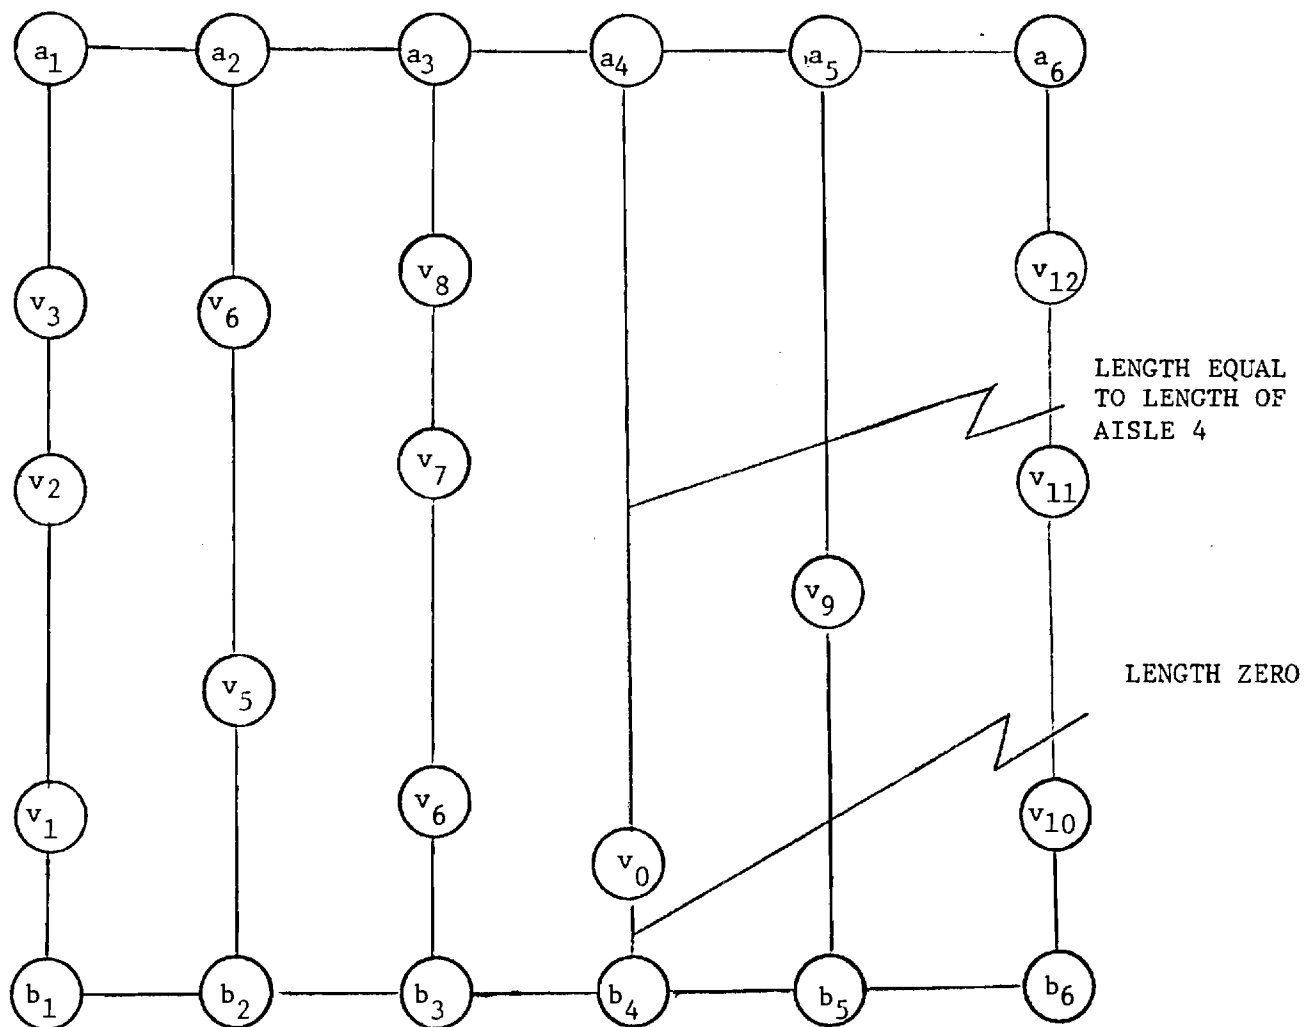 a1 a2 a3 a4 a5 a6
v3 v6 v8 v12
LENGTH EQUAL
TO LENGTH OF
AISLE 4
v2 v7 v11
v9
LENGTH ZERO
v5
v1 v6 v0 v10
b1 b2 b3 b4 b5 b6